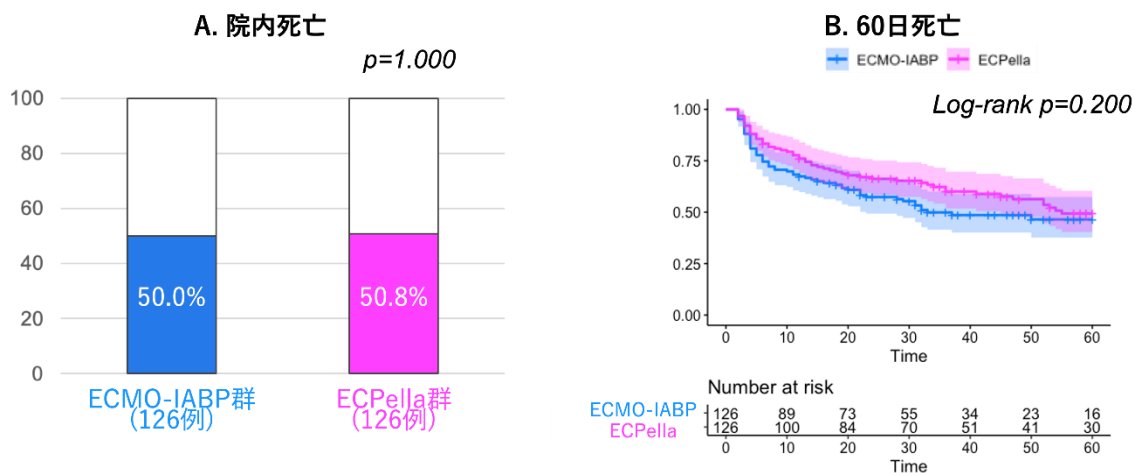 A. 院内死亡
p=1.000
100
80
60
40
20
0
50.0%
50.8%
ECMO-IABP群
(126例)
ECPella群
(126例)
B. 60日死亡
ECMO-IABP ECPella
Log-rank p=0.200
1.00
0.75
0.50
0.25
0.00
0 10 20 30 40 50 60
Time
Number at risk
ECMO-IABP 126 89 73 55 34 23 16
ECPella 126 100 84 70 51 41 30
0 10 20 30 40 50 60
Time